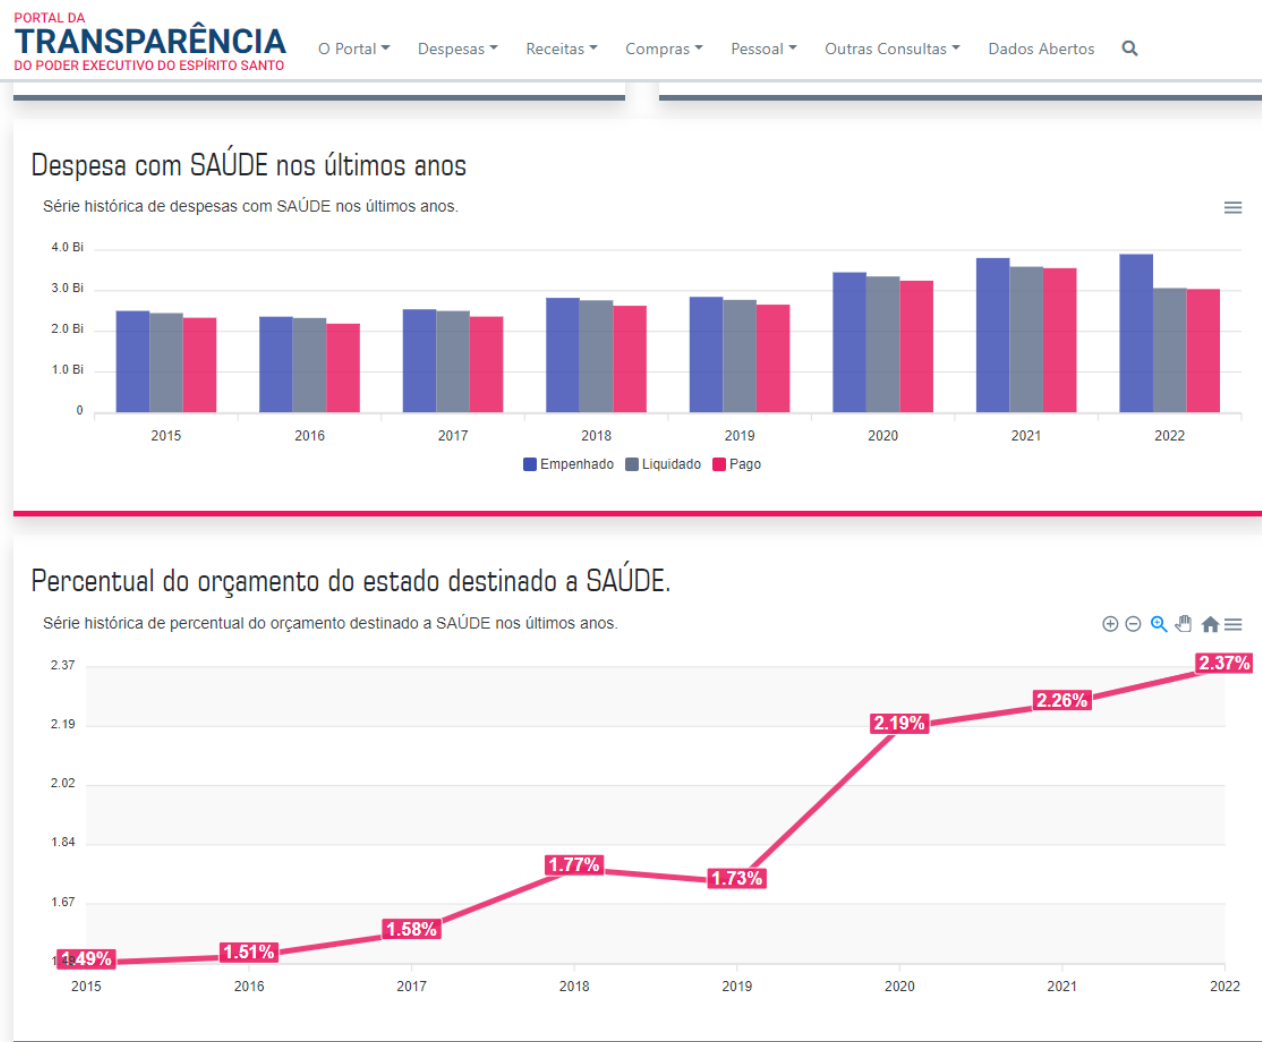 PORTAL DA
TRANSPARÊNCIA
DO PODER EXECUTIVO DO ESPÍRITO SANTO
O Portal Despesas Receitas Compras Pessoal Outras Consultas Dados Abertos
Despesa com SAÚDE nos últimos anos
Série histórica de despesas com SAÚDE nos últimos anos.
4.0 Bi
3.0 Bi
2.0 Bi
1.0 Bi
0
2015 2016 2017 2018 2019 2020 2021 2022
Empenhado Liquidado Pago
Percentual do orçamento do estado destinado a SAÚDE.
Série histórica de percentual do orçamento destinado a SAÚDE nos últimos anos.
2.37
2.19
2.02
1.84
1.67
1.49
1.49% 1.51% 1.58% 1.77% 1.73% 2.19% 2.26% 2.37%
2015 2016 2017 2018 2019 2020 2021 2022